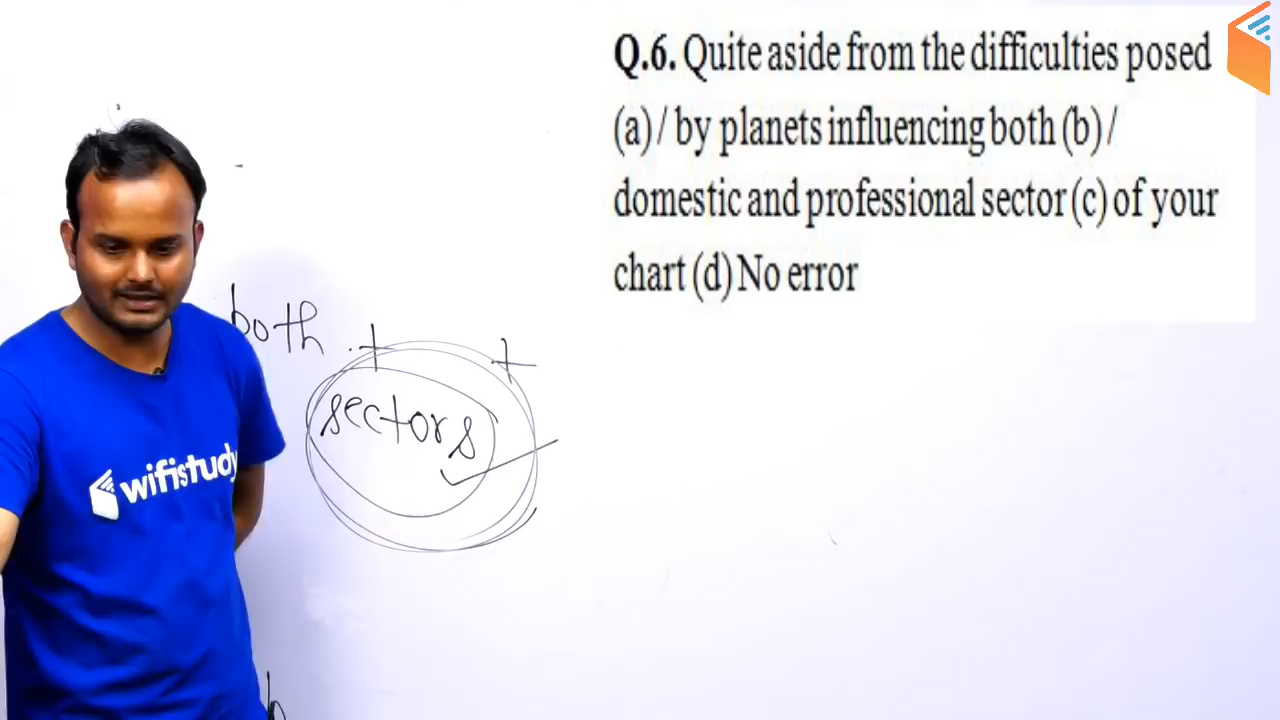 Q.6. Quite aside from the difficulties posed
(a) / by planets influencing both (b) /
domestic and professional sector (c) of your
chart (d) No error
both
sectors
wifistudy
b